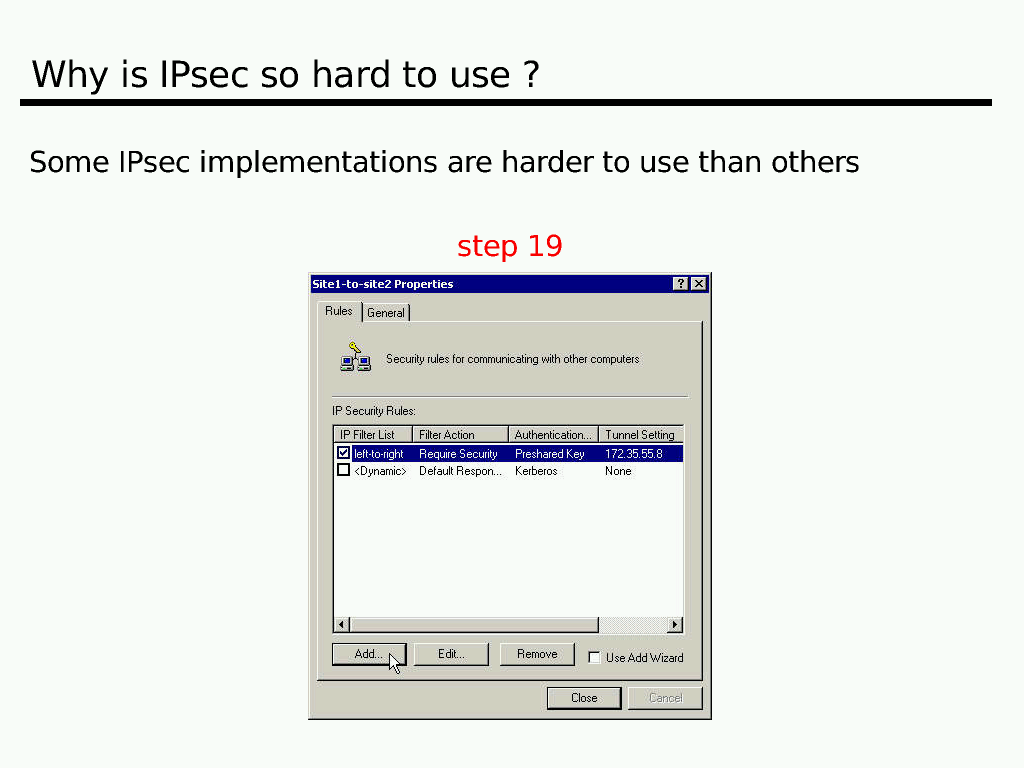 Why is IPsec so hard to use ?
Some IPsec implementations are harder to use than others
step 19
Site1-to-site2 Properties
Rules General
Security rules for communicating with other computers
IP Security Rules:
IP Filter List Filter Action Authentication... Tunnel Setting
left-to-right Require Security Preshared Key 172.35.55.8
<Dynamic> Default Respon... Kerberos None
Add... Edit... Remove Use Add Wizard
Close Cancel